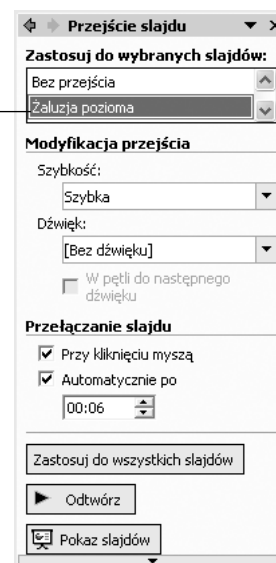 Przejście slajdu
Zastosuj do wybranych slajdów:
Bez przejścia
Żaluzja pozioma
Modyfikacja przejścia
Szybkość:
Szybka
Dźwięk:
[Bez dźwięku]
W pętli do następnego
dźwięku
Przełączanie slajdu
Przy kliknięciu myszą
Automatycznie po
00:06
Zastosuj do wszystkich slajdów
Odtwórz
Pokaz slajdów